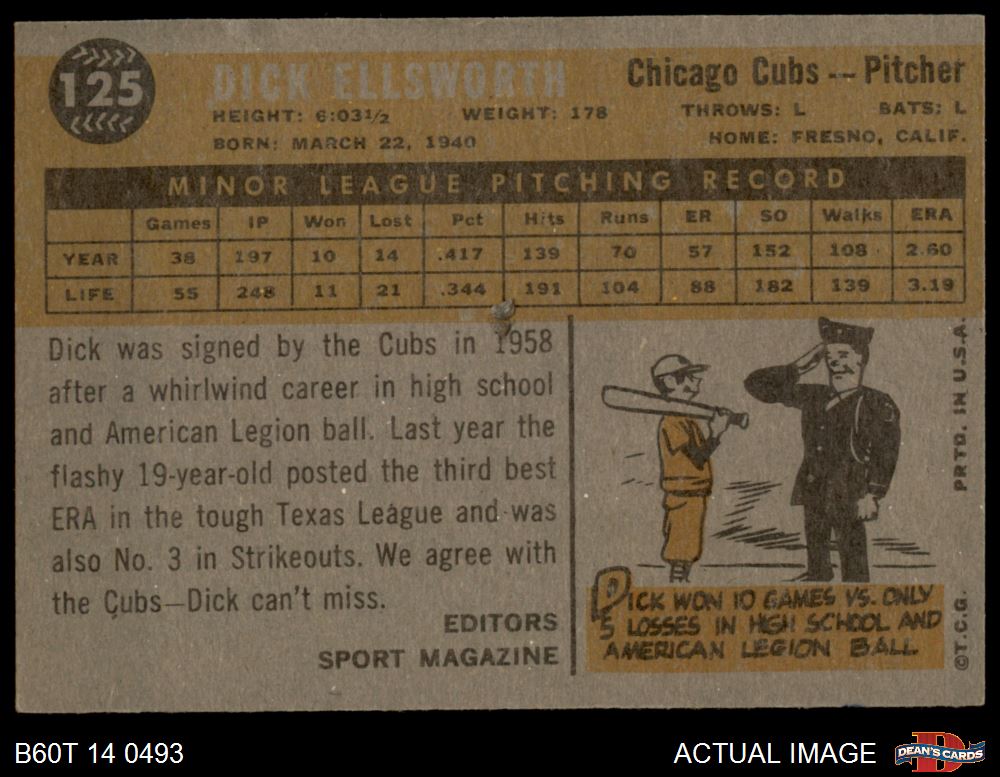 125
DICK ELLSWORTH
Chicago Cubs -- Pitcher
HEIGHT: 6:03½ WEIGHT: 178 THROWS: L BATS: L
BORN: MARCH 22, 1940 HOME: FRESNO, CALIF.
MINOR LEAGUE PITCHING RECORD
Games IP Won Lost Pct Hits Runs ER SO Walks ERA
YEAR 38 197 10 14 .417 139 70 57 152 108 2.60
LIFE 55 248 11 21 .344 191 104 88 182 139 3.19
Dick was signed by the Cubs in 1958
after a whirlwind career in high school
and American Legion ball. Last year the
flashy 19-year-old posted the third best
ERA in the tough Texas League and was
also No. 3 in Strikeouts. We agree with
the Cubs—Dick can't miss.
EDITORS
SPORT MAGAZINE
DICK WON 10 GAMES VS. ONLY
5 LOSSES IN HIGH SCHOOL AND
AMERICAN LEGION BALL
©T.C.G. PRTD. IN U.S.A.
B60T 14 0493
ACTUAL IMAGE
D
DEAN'S CARDS